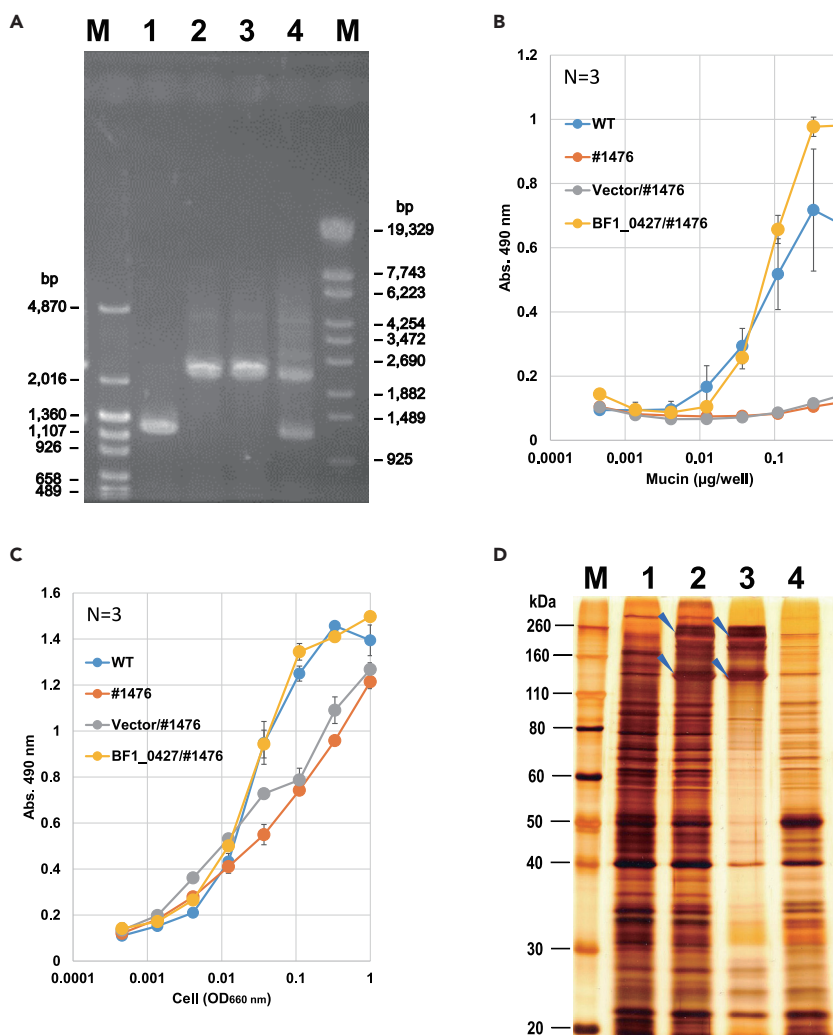 A
M 1 2 3 4 M
bp
4,870
2,016
1,360
1,107
926
658
489
bp
19,329
7,743
6,223
4,254
3,472
2,690
1,882
1,489
925
B
N=3
WT
#1476
Vector/#1476
BF1_0427/#1476
Abs. 490 nm
1.2
1
0.8
0.6
0.4
0.2
0
0.0001 0.001 0.01 0.1
Mucin (µg/well)
C
N=3
WT
#1476
Vector/#1476
BF1_0427/#1476
Abs. 490 nm
1.6
1.4
1.2
1
0.8
0.6
0.4
0.2
0
0.0001 0.001 0.01 0.1 1
Cell (OD660 nm)
D
M 1 2 3 4
kDa
260
160
110
80
60
50
40
30
20